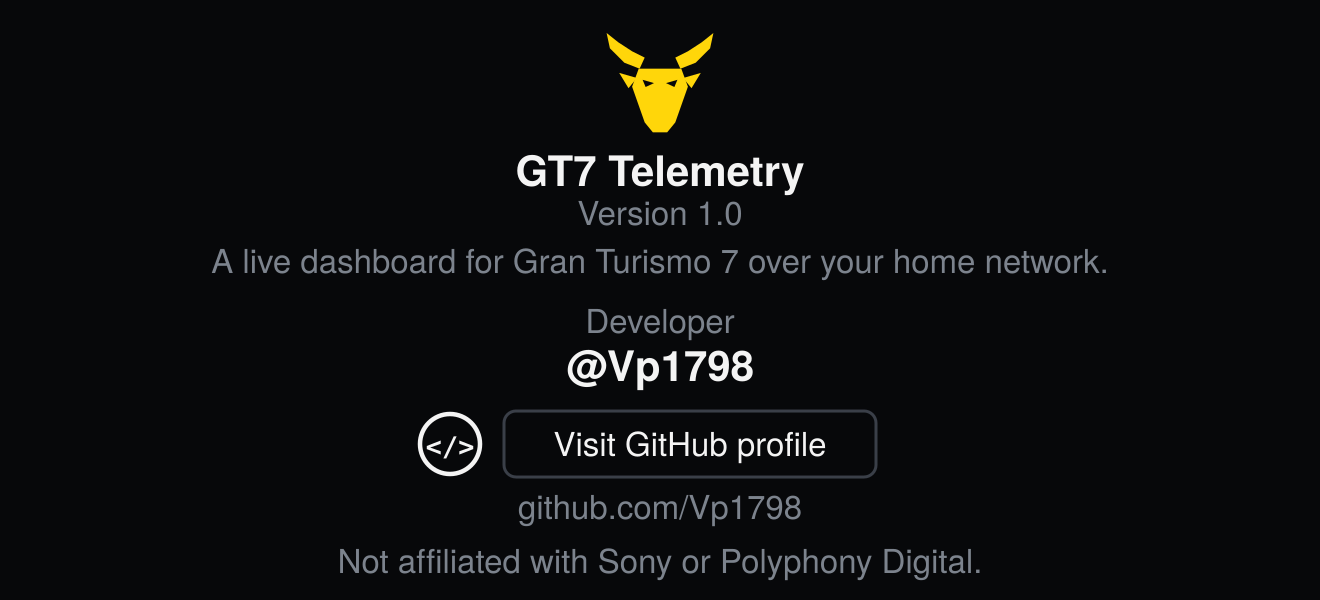 GT7 Telemetry
Version 1.0
A live dashboard for Gran Turismo 7 over your home network.
Developer
@Vp1798
</> Visit GitHub profile
github.com/Vp1798
Not affiliated with Sony or Polyphony Digital.